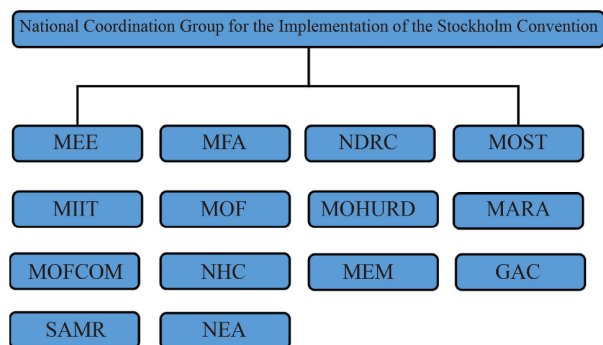 National Coordination Group for the Implementation of the Stockholm Convention
MEE MFA NDRC MOST
MIIT MOF MOHURD MARA
MOFCOM NHC MEM GAC
SAMR NEA